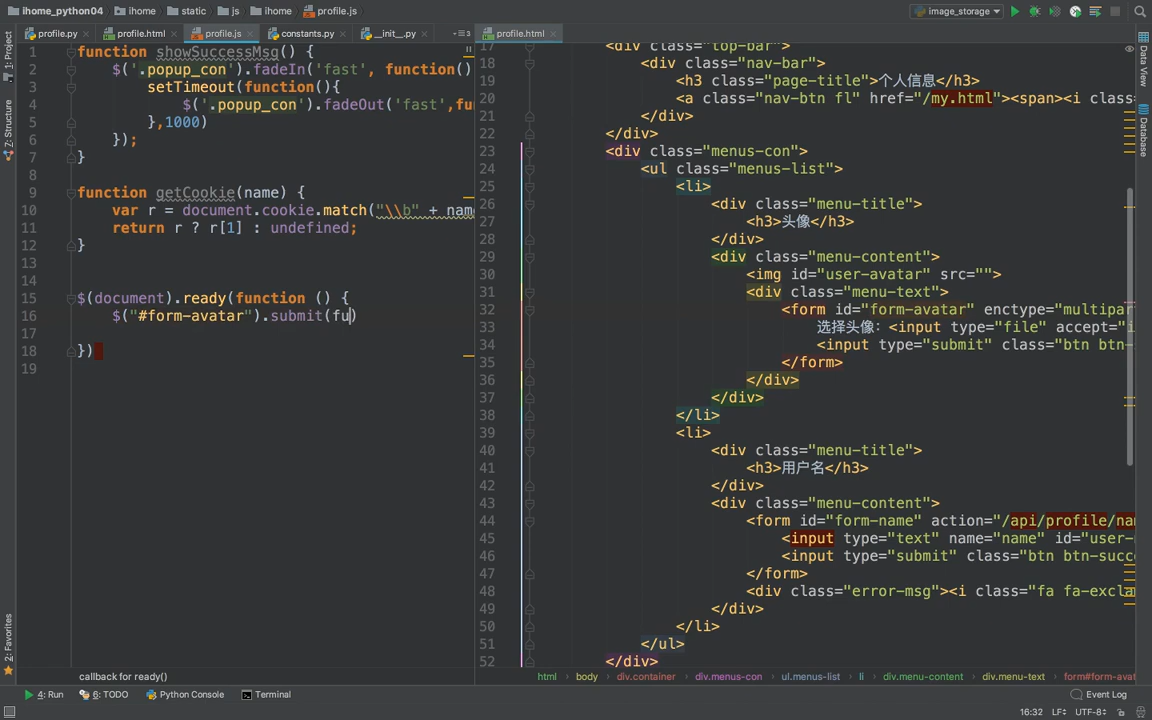 ihome_python04 ihome static js ihome profile.js
image_storage
profile.py profile.html profile.js constants.py __init__.py
profile.html
1 function showSuccessMsg() {
2 $('.popup_con').fadeIn('fast', function()
3 setTimeout(function(){
4 $('.popup_con').fadeOut('fast',fu
5 },1000)
6 });
7 }
8
9 function getCookie(name) {
10 var r = document.cookie.match("\\b" + nam
11 return r ? r[1] : undefined;
12 }
13
14
15 $(document).ready(function () {
16 $("#form-avatar").submit(fu)
17
18 })
19
17 <div class="top-bar">
18 <div class="nav-bar">
19 <h3 class="page-title">个人信息</h3>
20 <a class="nav-btn fl" href="/my.html"><span><i clas
21 </div>
22 </div>
23 <div class="menus-con">
24 <ul class="menus-list">
25 <li>
26 <div class="menu-title">
27 <h3>头像</h3>
28 </div>
29 <div class="menu-content">
30 <img id="user-avatar" src="">
31 <div class="menu-text">
32 <form id="form-avatar" enctype="multipar
33 选择头像：<input type="file" accept="i
34 <input type="submit" class="btn btn-
35 </form>
36 </div>
37 </div>
38 </li>
39 <li>
40 <div class="menu-title">
41 <h3>用户名</h3>
42 </div>
43 <div class="menu-content">
44 <form id="form-name" action="/api/profile/na
45 <input type="text" name="name" id="user-
46 <input type="submit" class="btn btn-succ
47 </form>
48 <div class="error-msg"><i class="fa fa-excla
49 </div>
50 </li>
51 </ul>
52 </div>
1: Project
7: Structure
2: Favorites
Data View
Database
callback for ready()
html body div.container div.menus-con ul.menus-list li div.menu-content div.menu-text form#form-avat
4: Run 6: TODO Python Console Terminal Event Log
16:32 LF UTF-8